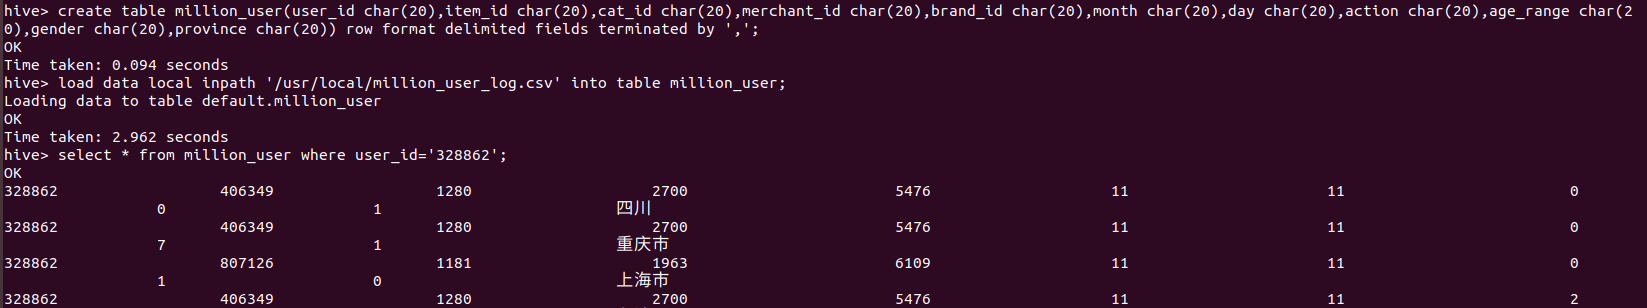 hive> create table million_user(user_id char(20),item_id char(20),cat_id char(20),merchant_id char(20),brand_id char(20),month char(20),day char(20),action char(20),age_range char(2
0),gender char(20),province char(20)) row format delimited fields terminated by ',';
OK
Time taken: 0.094 seconds
hive> load data local inpath '/usr/local/million_user_log.csv' into table million_user;
Loading data to table default.million_user
OK
Time taken: 2.962 seconds
hive> select * from million_user where user_id='328862';
OK
328862 406349 1280 2700 5476 11 11 0
0 1 四川
328862 406349 1280 2700 5476 11 11 0
7 1 重庆市
328862 807126 1181 1963 6109 11 11 0
1 0 上海市
328862 406349 1280 2700 5476 11 11 2